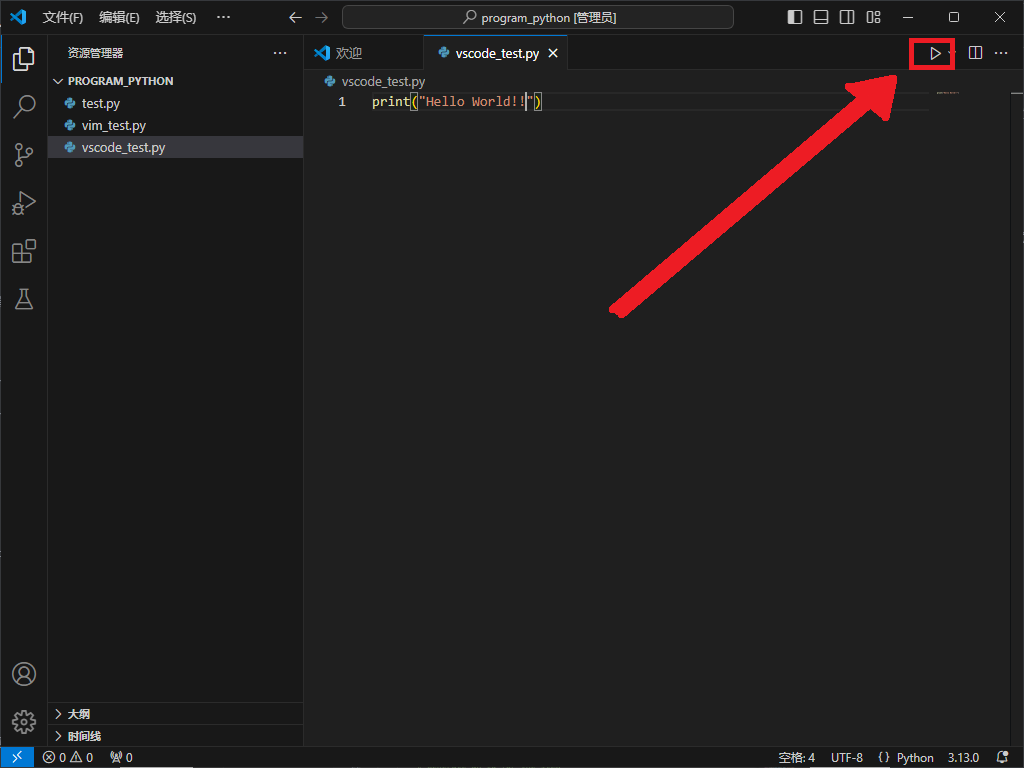 文件(F) 编辑(E) 选择(S) ··· program_python [管理员]
资源管理器 ···
欢迎 vscode_test.py
PROGRAM_PYTHON
vscode_test.py
test.py
1 print("Hello World!!")
vim_test.py
vscode_test.py
大纲
时间线
0 0 0 空格: 4 UTF-8 {} Python 3.13.0